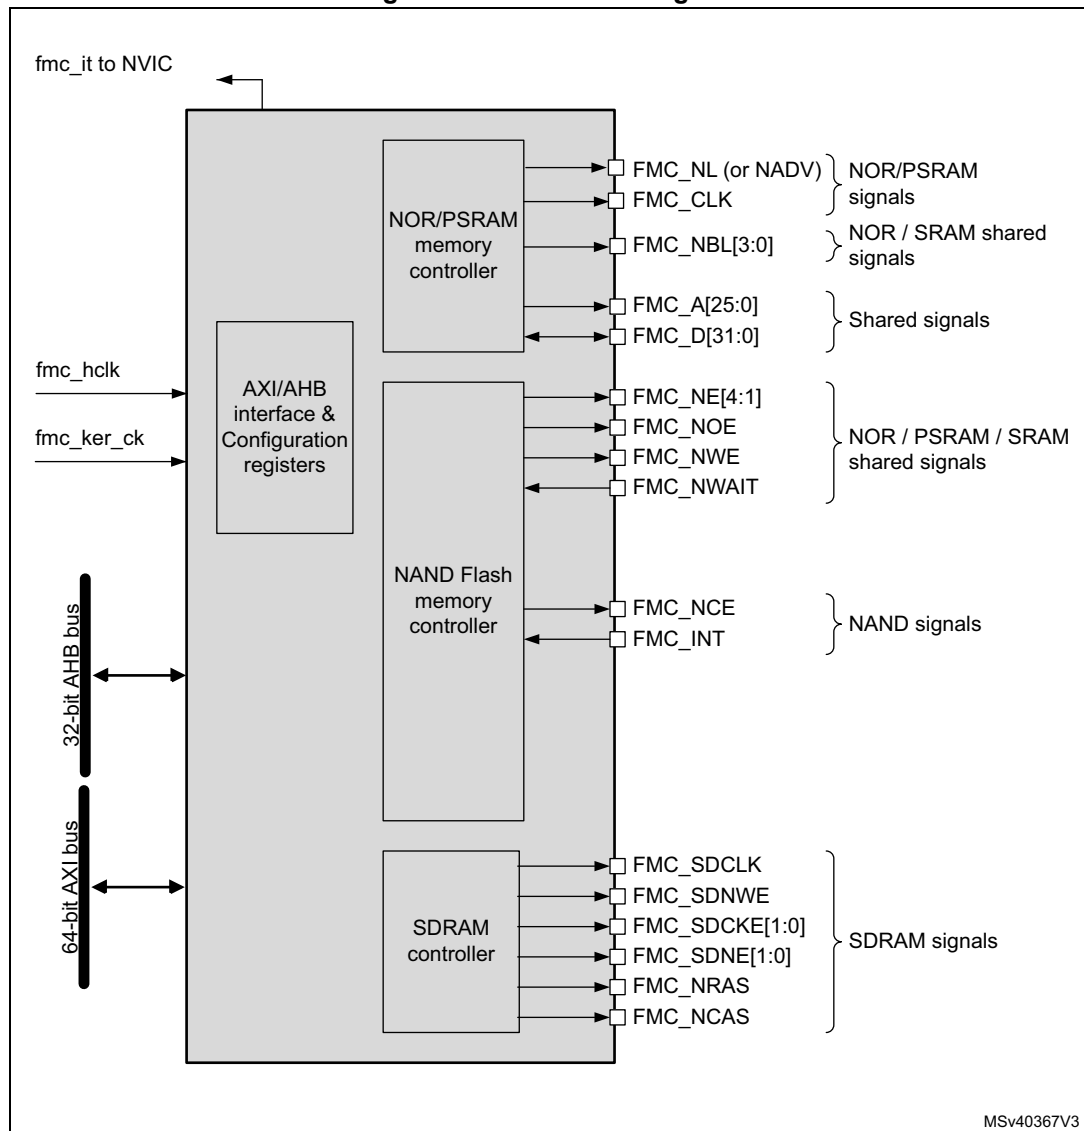 fmc_it to NVIC
NOR/PSRAM
memory
controller
FMC_NL (or NADV)
FMC_CLK
NOR/PSRAM
signals
FMC_NBL[3:0]
NOR / SRAM shared
signals
FMC_A[25:0]
FMC_D[31:0]
Shared signals
fmc_hclk
fmc_ker_ck
AXI/AHB
interface &
Configuration
registers
FMC_NE[4:1]
FMC_NOE
FMC_NWE
FMC_NWAIT
NOR / PSRAM / SRAM
shared signals
NAND Flash
memory
controller
FMC_NCE
FMC_INT
NAND signals
32-bit AHB bus
64-bit AXI bus
SDRAM
controller
FMC_SDCLK
FMC_SDNWE
FMC_SDCKE[1:0]
FMC_SDNE[1:0]
FMC_NRAS
FMC_NCAS
SDRAM signals
MSv40367V3